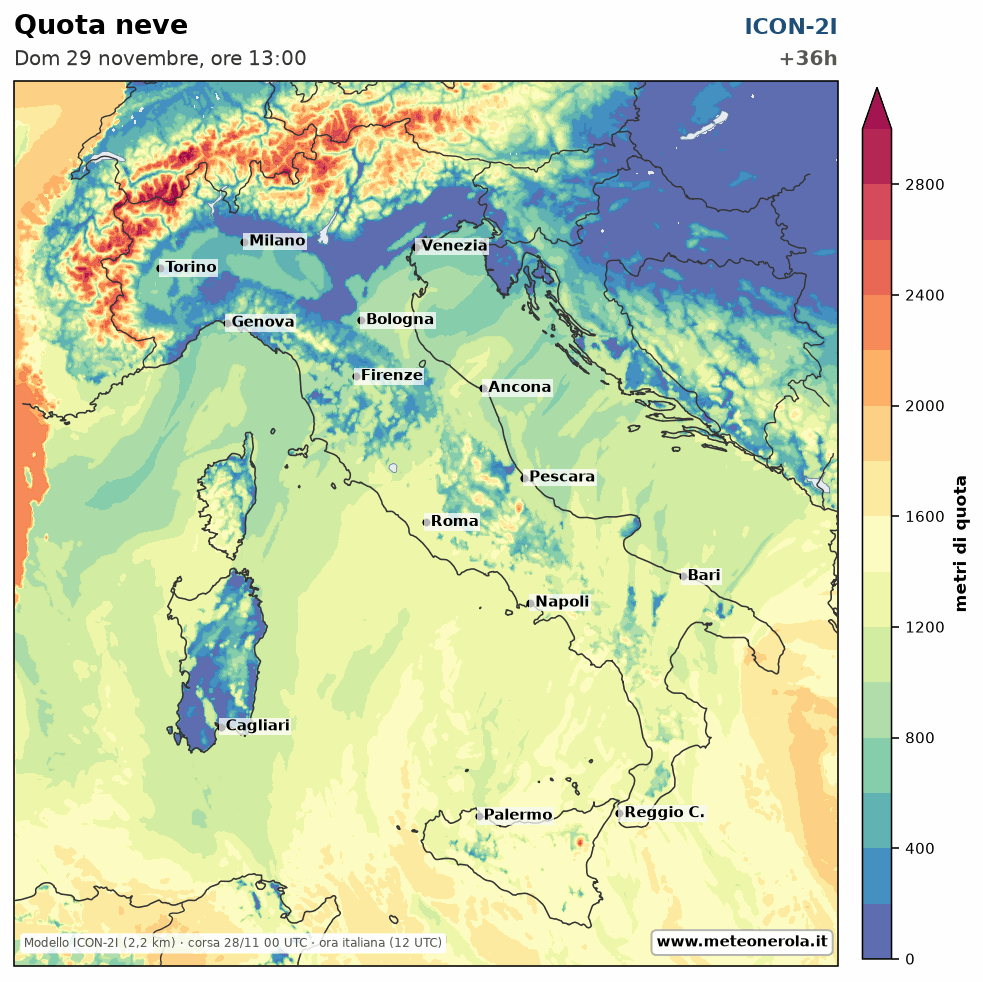 Quota neve
ICON-2I
Dom 29 novembre, ore 13:00
+36h
Milano
Venezia
Torino
Genova
Bologna
Firenze
Ancona
Pescara
Roma
Bari
Napoli
Cagliari
Palermo
Reggio C.
2800
2400
2000
1600
1200
800
400
0
metri di quota
Modello ICON-2I (2,2 km) · corsa 28/11 00 UTC · ora italiana (12 UTC)
www.meteonerola.it